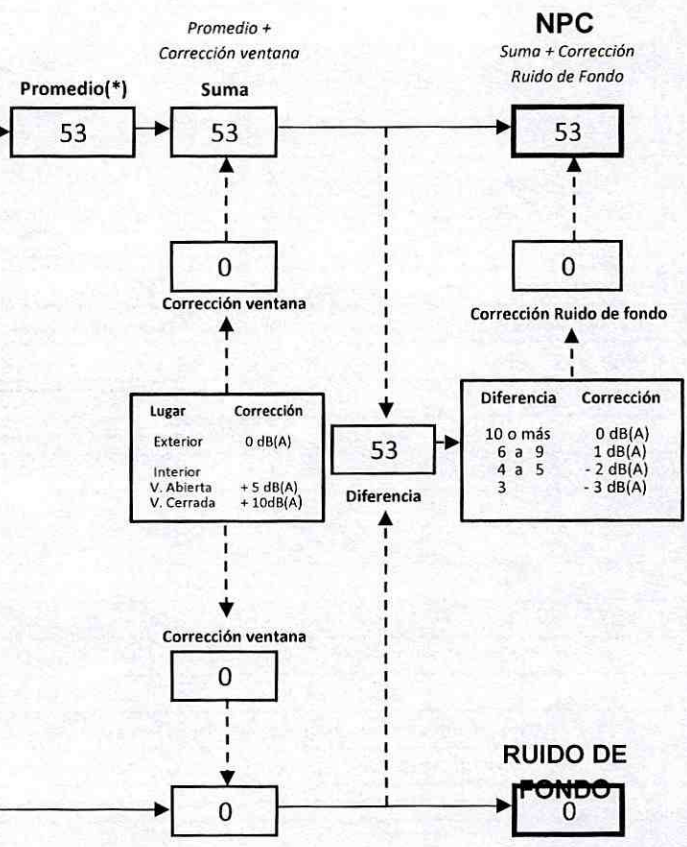 Promedio +
Corrección ventana
NPC
Suma + Corrección
Ruido de Fondo
Promedio(*)
Suma
53
53
53
0
Corrección ventana
0
Corrección Ruido de fondo
Lugar Corrección
Exterior 0 dB(A)
Interior
V. Abierta + 5 dB(A)
V. Cerrada + 10dB(A)
53
Diferencia
Diferencia Corrección
10 o más 0 dB(A)
6 a 9 1 dB(A)
4 a 5 - 2 dB(A)
3 - 3 dB(A)
Corrección ventana
0
0
RUIDO DE
FONDO
0